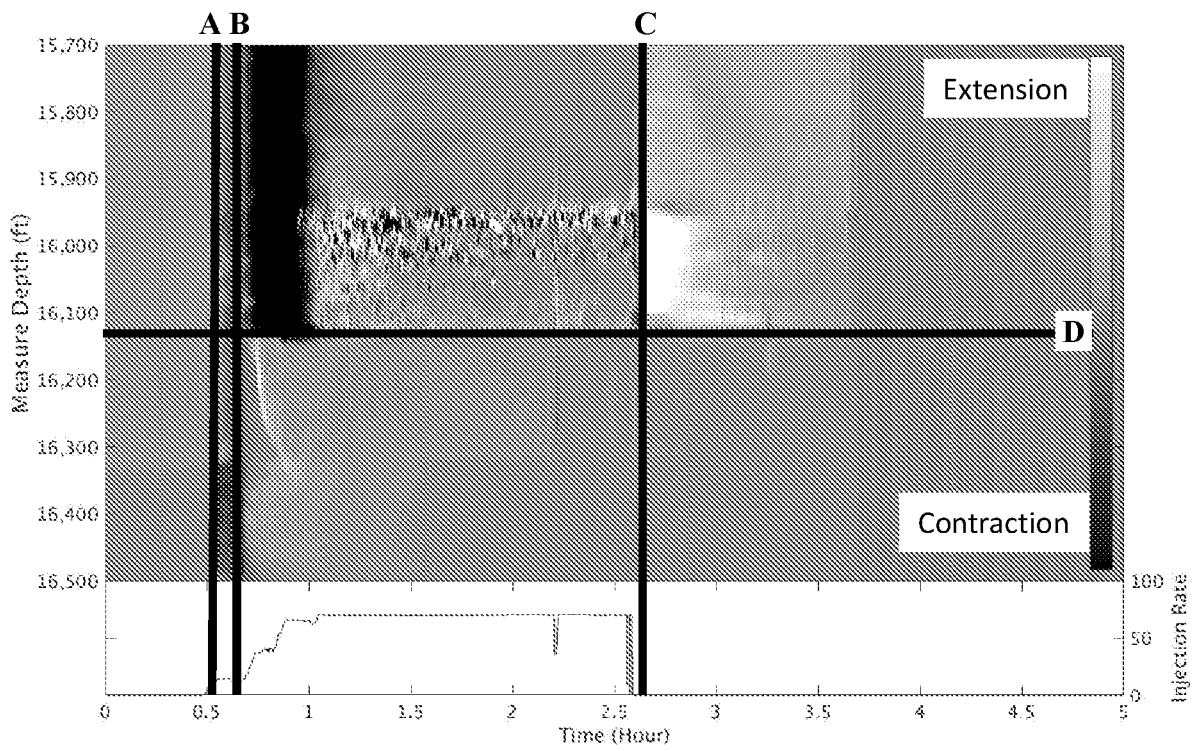 A B C
15,700
15,800
15,900
16,000
16,100
16,200
16,300
16,400
16,500
Measure Depth (ft)
Extension
D
Contraction
100
50
0
Injection Rate
0 0.5 1 1.5 2 2.5 3 3.5 4 4.5 5
Time (Hour)